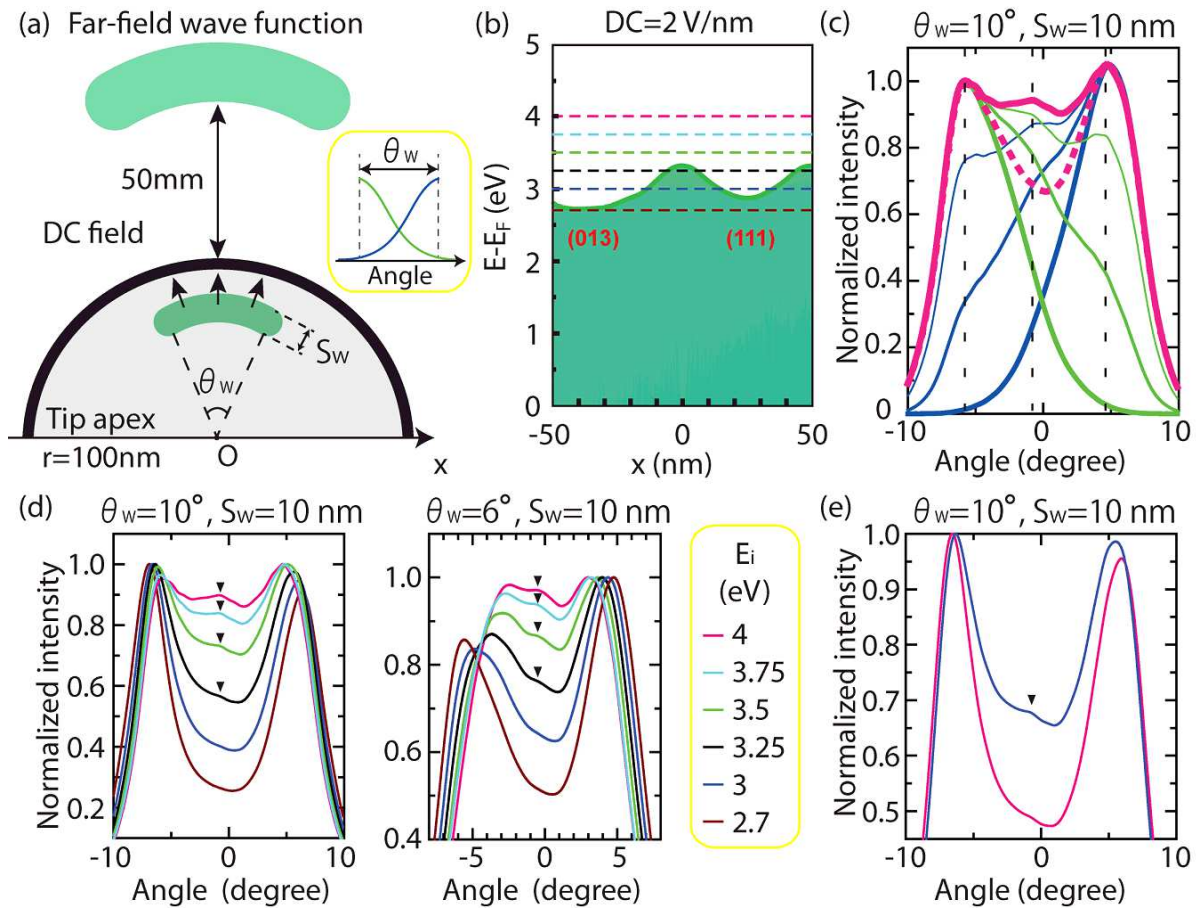 (a) Far-field wave function
50mm
DC field
θw
Angle
Sw
θw
Tip apex
r=100nm
O
x
(b) DC=2 V/nm
E-EF (eV)
5
4
3
2
1
0
(013)
(111)
-50
0
50
x (nm)
(c) θw=10°, Sw=10 nm
Normalized intensity
1.0
0.8
0.6
0.4
0.2
0
-10
0
10
Angle (degree)
(d) θw=10°, Sw=10 nm
Normalized intensity
1.0
0.8
0.6
0.4
0.2
-10
0
10
Angle (degree)
θw=6°, Sw=10 nm
1.0
0.8
0.6
0.4
-5
0
5
Angle (degree)
Ei
(eV)
4
3.75
3.5
3.25
3
2.7
(e)
θw=10°, Sw=10 nm
Normalized intensity
1.0
0.9
0.8
0.7
0.6
0.5
-10
0
10
Angle (degree)